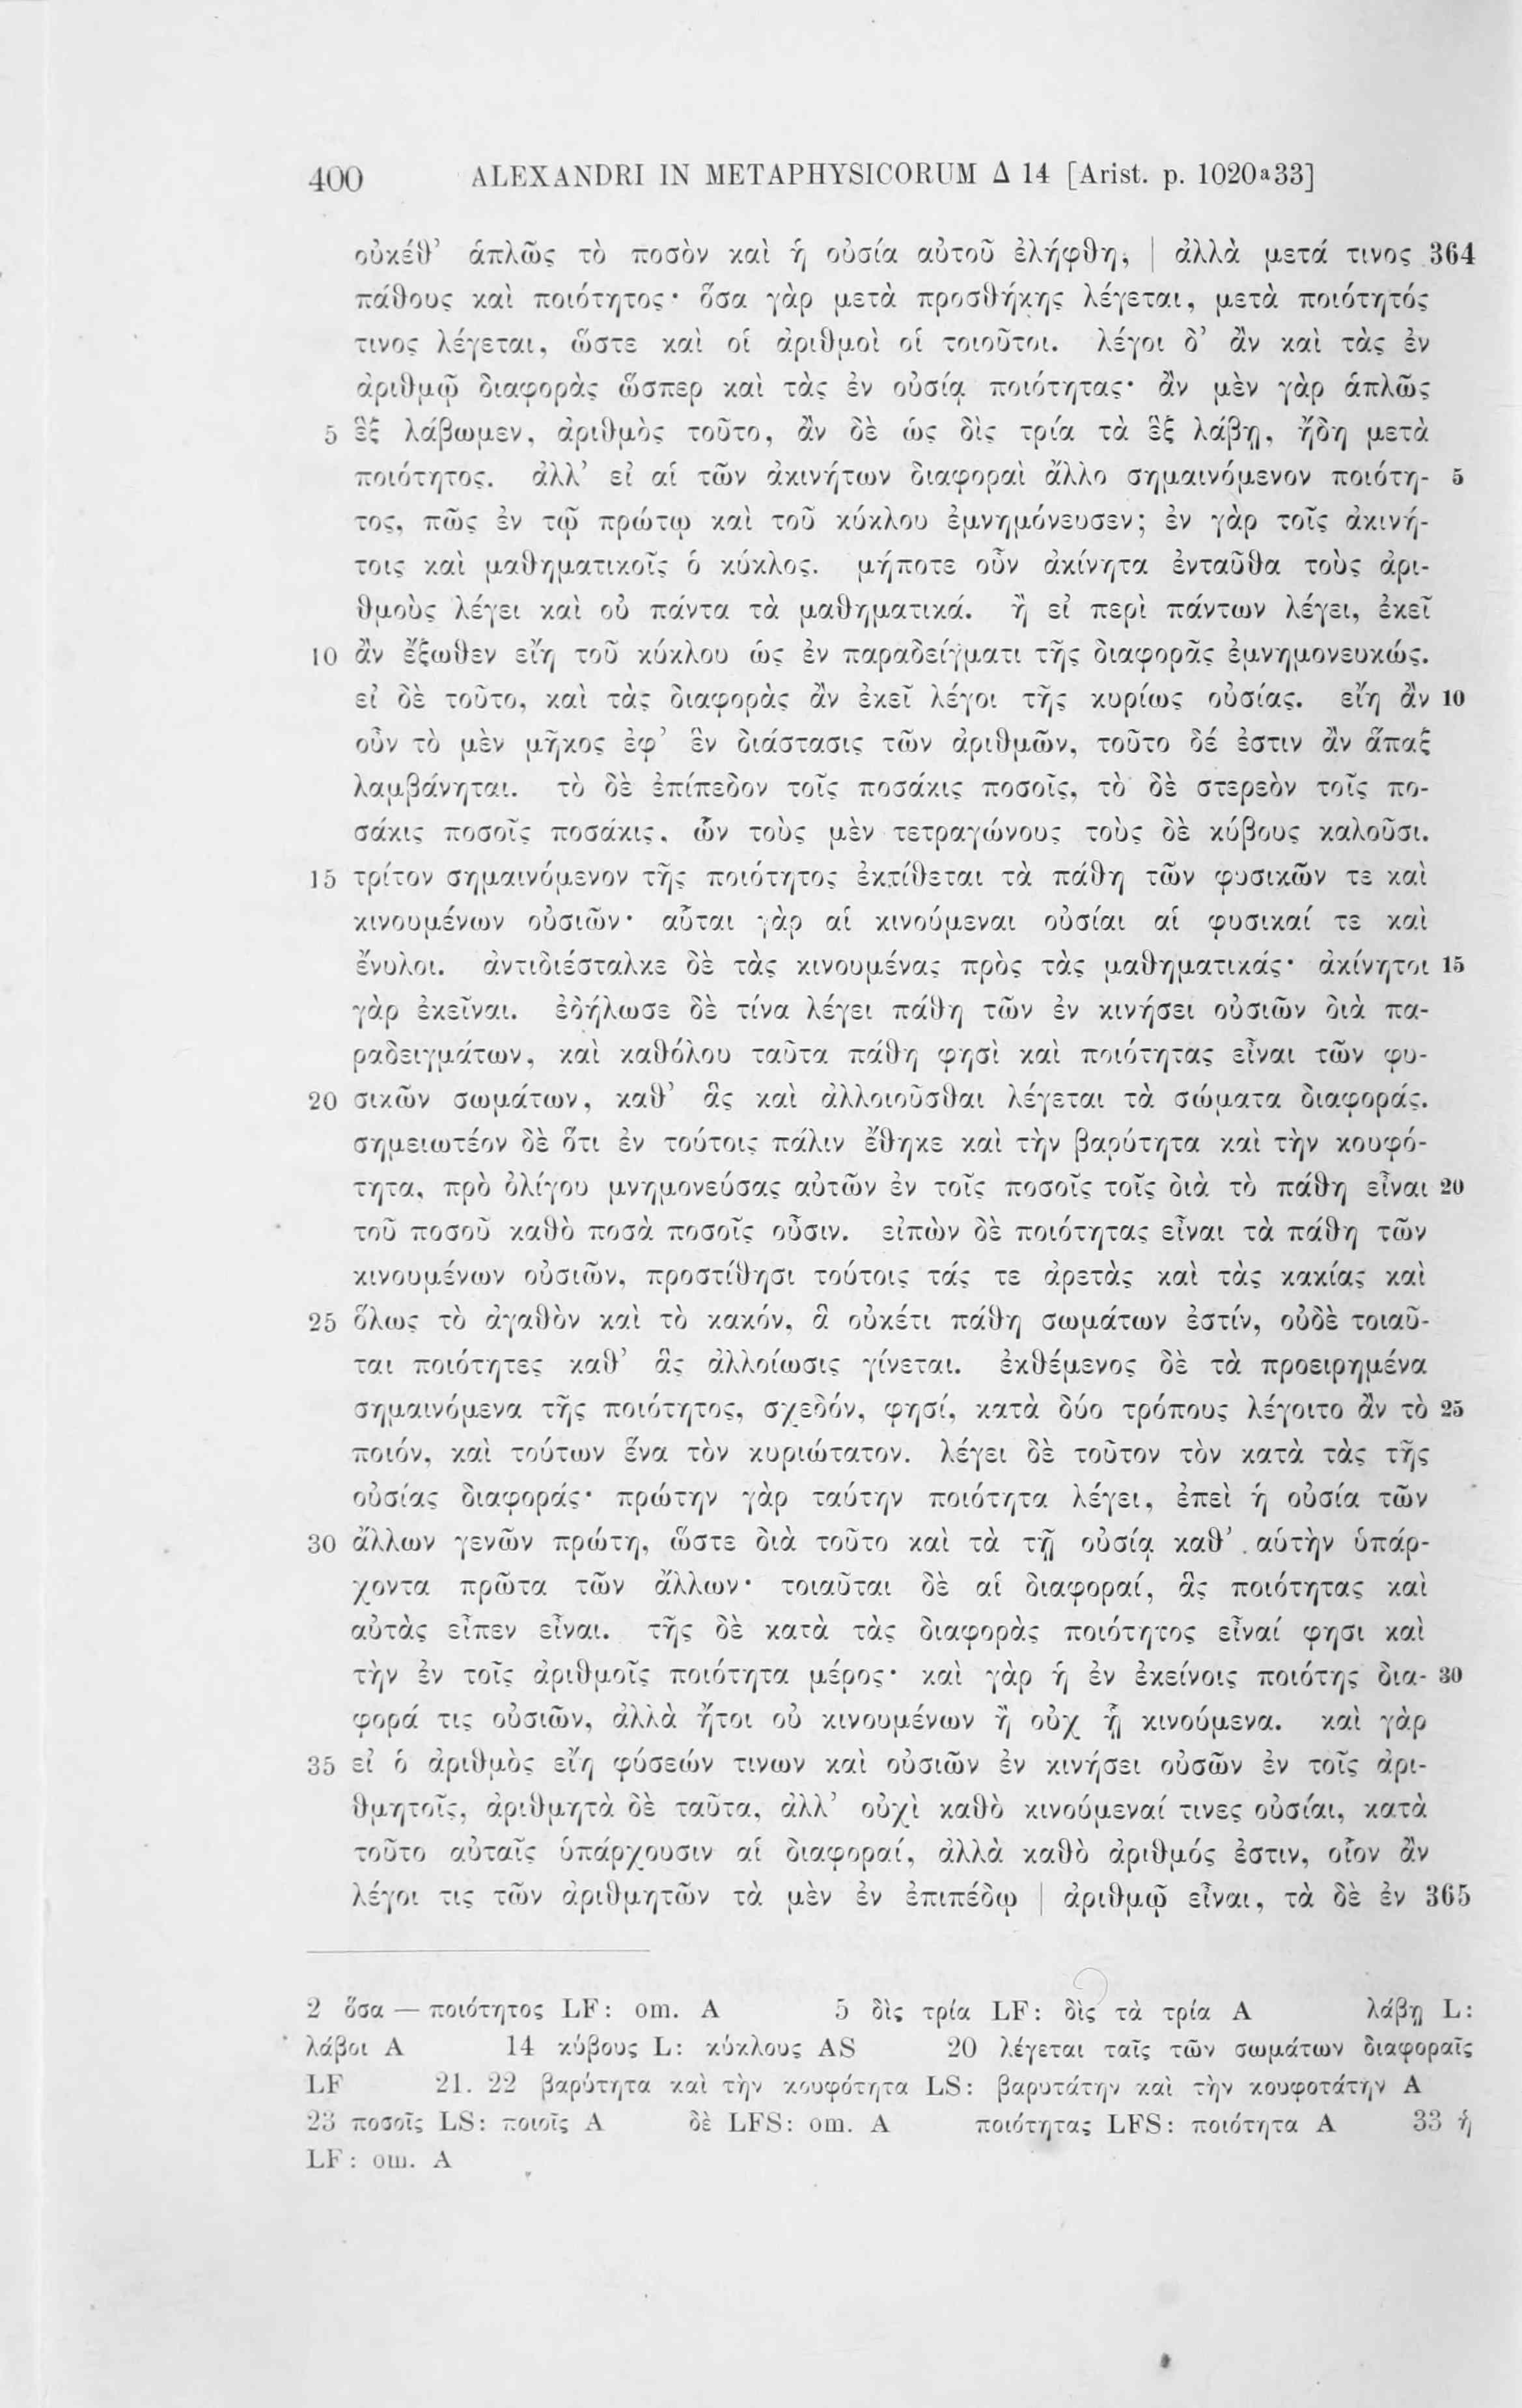 400 ALEXANDRI IN METAPHYSICORUM Δ 14 [Arist. p. 1020ᵃ33]
οὐκέθ’ ἁπλῶς τὸ ποσὸν καὶ ἡ οὐσία αὐτοῦ ἐλήφθη, | ἀλλὰ μετά τινος 364
πάθους καὶ ποιότητος· ὅσα γὰρ μετὰ προσθήκης λέγεται, μετὰ ποιότητός
τινος λέγεται, ὥστε καὶ οἱ ἀριθμοὶ οἱ τοιοῦτοι. λέγοι δ’ ἂν καὶ τὰς ἐν
ἀριθμῷ διαφορὰς ὥσπερ καὶ τὰς ἐν οὐσίᾳ ποιότητας· ἂν μὲν γὰρ ἁπλῶς
5 ἓξ λάβωμεν, ἀριθμὸς τοῦτο, ἂν δὲ ὡς δὶς τρία τὰ ἓξ λάβῃ, ἤδη μετὰ
ποιότητος. ἀλλ’ εἰ αἱ τῶν ἀκινήτων διαφοραὶ ἄλλο σημαινόμενον ποιότη- 5
τος, πῶς ἐν τῷ πρώτῳ καὶ τοῦ κύκλου ἐμνημόνευσεν; ἐν γὰρ τοῖς ἀκινή-
τοις καὶ μαθηματικοῖς ὁ κύκλος. μήποτε οὖν ἀκίνητα ἐνταῦθα τοὺς ἀρι-
θμοὺς λέγει καὶ οὐ πάντα τὰ μαθηματικά. ἢ εἰ περὶ πάντων λέγει, ἐκεῖ
10 ἂν ἔξωθεν εἴη τοῦ κύκλου ὡς ἐν παραδείγματι τῆς διαφορᾶς ἐμνημονευκώς.
εἰ δὲ τοῦτο, καὶ τὰς διαφορὰς ἂν ἐκεῖ λέγοι τῆς κυρίως οὐσίας. εἴη ἂν 10
οὖν τὸ μὲν μῆκος ἐφ’ ἓν διάστασις τῶν ἀριθμῶν, τοῦτο δέ ἐστιν ἂν ἅπαξ
λαμβάνηται. τὸ δὲ ἐπίπεδον τοῖς ποσάκις ποσοῖς, τὸ δὲ στερεὸν τοῖς πο-
σάκις ποσοῖς ποσάκις, ὧν τοὺς μὲν τετραγώνους τοὺς δὲ κύβους καλοῦσι.
15 τρίτον σημαινόμενον τῆς ποιότητος ἐκτίθεται τὰ πάθη τῶν φυσικῶν τε καὶ
κινουμένων οὐσιῶν· αὗται γὰρ αἱ κινούμεναι οὐσίαι αἱ φυσικαί τε καὶ
ἔνυλοι. ἀντιδιέσταλκε δὲ τὰς κινουμένας πρὸς τὰς μαθηματικάς· ἀκίνητοι 15
γὰρ ἐκεῖναι. ἐδήλωσε δὲ τίνα λέγει πάθη τῶν ἐν κινήσει οὐσιῶν διὰ πα-
ραδειγμάτων, καὶ καθόλου ταῦτα πάθη φησὶ καὶ ποιότητας εἶναι τῶν φυ-
20 σικῶν σωμάτων, καθ’ ἃς καὶ ἀλλοιοῦσθαι λέγεται τὰ σώματα διαφοράς.
σημειωτέον δὲ ὅτι ἐν τούτοις πάλιν ἔθηκε καὶ τὴν βαρύτητα καὶ τὴν κουφό-
τητα, πρὸ ὀλίγου μνημονεύσας αὐτῶν ἐν τοῖς ποσοῖς τοῖς διὰ τὸ πάθη εἶναι 20
τοῦ ποσοῦ καθὸ ποσὰ ποσοῖς οὖσιν. εἰπὼν δὲ ποιότητας εἶναι τὰ πάθη τῶν
κινουμένων οὐσιῶν, προστίθησι τούτοις τάς τε ἀρετὰς καὶ τὰς κακίας καὶ
25 ὅλως τὸ ἀγαθὸν καὶ τὸ κακόν, ἃ οὐκέτι πάθη σωμάτων ἐστίν, οὐδὲ τοιαῦ-
ται ποιότητες καθ’ ἃς ἀλλοίωσις γίνεται. ἐκθέμενος δὲ τὰ προειρημένα
σημαινόμενα τῆς ποιότητος, σχεδόν, φησί, κατὰ δύο τρόπους λέγοιτο ἂν τὸ 25
ποιόν, καὶ τούτων ἕνα τὸν κυριώτατον. λέγει δὲ τοῦτον τὸν κατὰ τὰς τῆς
οὐσίας διαφοράς· πρώτην γὰρ ταύτην ποιότητα λέγει, ἐπεὶ ἡ οὐσία τῶν
30 ἄλλων γενῶν πρώτη, ὥστε διὰ τοῦτο καὶ τὰ τῇ οὐσίᾳ καθ’ αὑτὴν ὑπάρ-
χοντα πρῶτα τῶν ἄλλων· τοιαῦται δὲ αἱ διαφοραί, ἃς ποιότητας καὶ
αὐτὰς εἶπεν εἶναι. τῆς δὲ κατὰ τὰς διαφορὰς ποιότητος εἶναί φησι καὶ
τὴν ἐν τοῖς ἀριθμοῖς ποιότητα μέρος· καὶ γὰρ ἡ ἐν ἐκείνοις ποιότης δια- 30
φορά τις οὐσιῶν, ἀλλὰ ἤτοι οὐ κινουμένων ἢ οὐχ ᾗ κινούμενα. καὶ γὰρ
35 εἰ ὁ ἀριθμὸς εἴη φύσεών τινων καὶ οὐσιῶν ἐν κινήσει οὐσῶν ἐν τοῖς ἀρι-
θμητοῖς, ἀριθμητὰ δὲ ταῦτα, ἀλλ’ οὐχὶ καθὸ κινούμεναί τινες οὐσίαι, κατὰ
τοῦτο αὐταῖς ὑπάρχουσιν αἱ διαφοραί, ἀλλὰ καθὸ ἀριθμός ἐστιν, οἷον ἂν
λέγοι τις τῶν ἀριθμητῶν τὰ μὲν ἐν ἐπιπέδῳ | ἀριθμῷ εἶναι, τὰ δὲ ἐν 365
2 ὅσα — ποιότητος LF: om. A 5 δὶς τρία LF: δὶς τὰ τρία A λάβῃ L:
λάβοι A 14 κύβους L: κύκλους AS 20 λέγεται ταῖς τῶν σωμάτων διαφοραῖς
LF 21. 22 βαρύτητα καὶ τὴν κουφότητα LS: βαρυτάτην καὶ τὴν κουφοτάτην A
23 ποσοῖς LS: ποιοῖς A δὲ LFS: om. A ποιότητας LFS: ποιότητα A 33 ἡ
LF: om. A